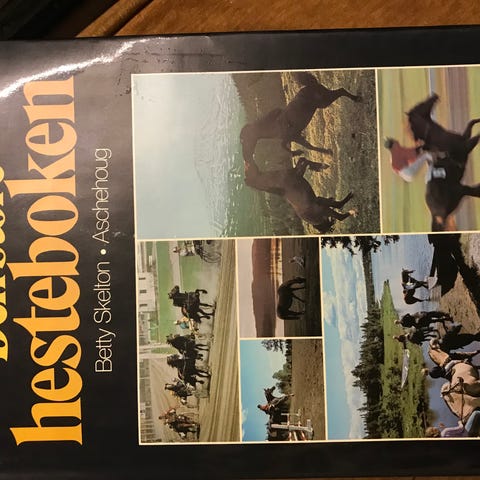 hesteboken
Betty Skelton • Aschehoug